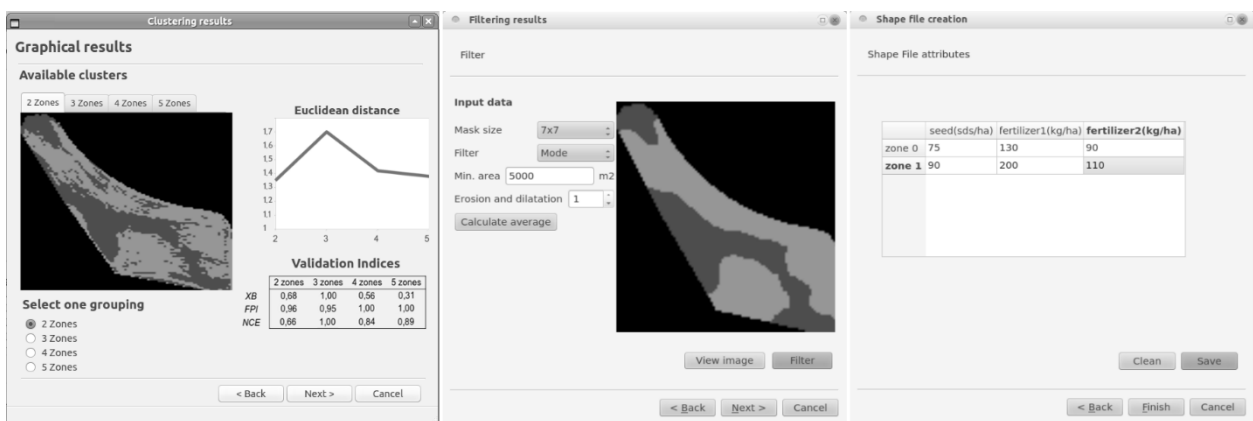 Clustering results
Graphical results
Available clusters
2 Zones 3 Zones 4 Zones 5 Zones
Euclidean distance
1.7
1.6
1.5
1.4
1.3
1.2
1.1
1
2 3 4 5
Validation Indices
2 zones 3 zones 4 zones 5 zones
XB 0,68 1,00 0,56 0,31
FPI 0,96 0,95 1,00 1,00
NCE 0,66 1,00 0,84 0,89
Select one grouping
2 Zones
3 Zones
4 Zones
5 Zones
< Back Next > Cancel
Filtering results
Filter
Input data
Mask size 7x7
Filter Mode
Min. area 5000 m2
Erosion and dilatation 1
Calculate average
View image Filter
< Back Next > Cancel
Shape file creation
Shape File attributes
seed(sds/ha) fertilizer1(kg/ha) fertilizer2(kg/ha)
zone 0 75 130 90
zone 1 90 200 110
Clean Save
< Back Finish Cancel